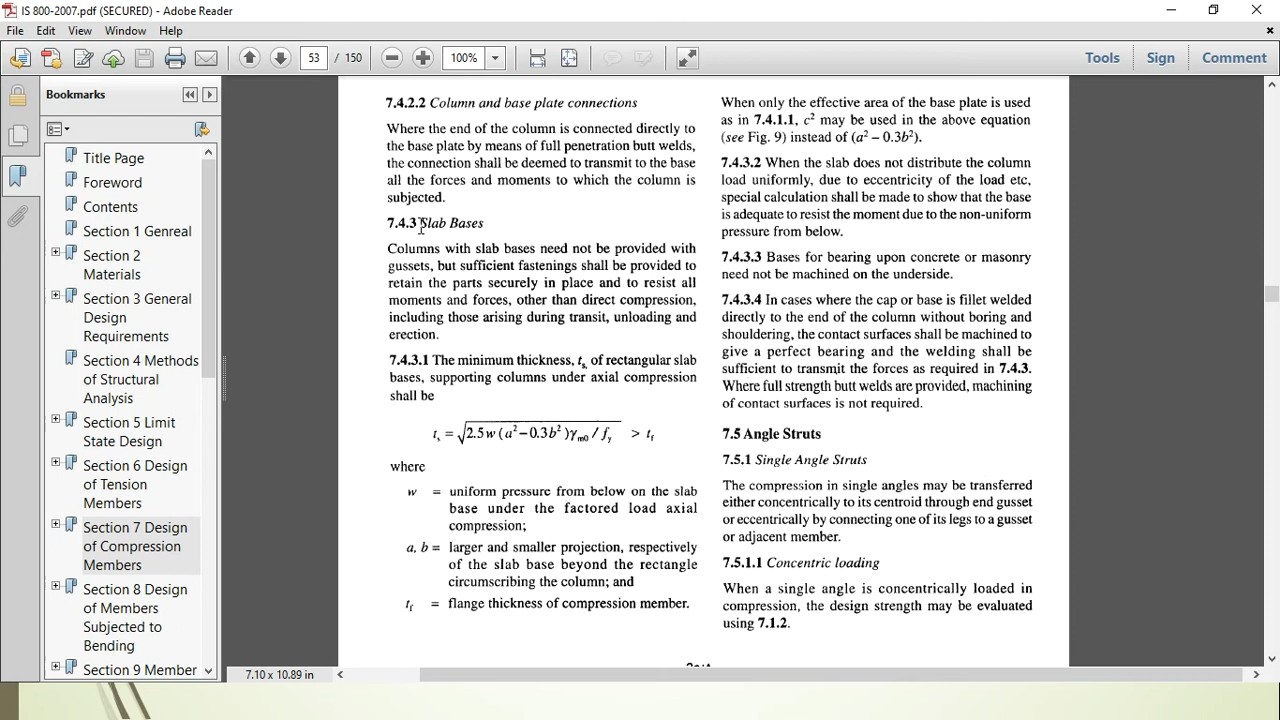 IS 800-2007.pdf (SECURED) - Adobe Reader
File Edit View Window Help
53 / 150 100% Tools Sign Comment
Bookmarks
Title Page
Foreword
Contents
Section 1 Genreal
Section 2
Materials
Section 3 General
Design
Requirements
Section 4 Methods
of Structural
Analysis
Section 5 Limit
State Design
Section 6 Design
of Tension
Members
Section 7 Design
of Compression
Members
Section 8 Design
of Members
Subjected to
Bending
Section 9 Member
7.4.2.2 Column and base plate connections
Where the end of the column is connected directly to
the base plate by means of full penetration butt welds,
the connection shall be deemed to transmit to the base
all the forces and moments to which the column is
subjected.
7.4.3 Slab Bases
Columns with slab bases need not be provided with
gussets, but sufficient fastenings shall be provided to
retain the parts securely in place and to resist all
moments and forces, other than direct compression,
including those arising during transit, unloading and
erection.
7.4.3.1 The minimum thickness, ts, of rectangular slab
bases, supporting columns under axial compression
shall be
ts = √2.5 w (a² − 0.3b²)γm0 / fy > tf
where
w = uniform pressure from below on the slab
base under the factored load axial
compression;
a, b = larger and smaller projection, respectively
of the slab base beyond the rectangle
circumscribing the column; and
tf = flange thickness of compression member.
When only the effective area of the base plate is used
as in 7.4.1.1, c² may be used in the above equation
(see Fig. 9) instead of (a² − 0.3b²).
7.4.3.2 When the slab does not distribute the column
load uniformly, due to eccentricity of the load etc,
special calculation shall be made to show that the base
is adequate to resist the moment due to the non-uniform
pressure from below.
7.4.3.3 Bases for bearing upon concrete or masonry
need not be machined on the underside.
7.4.3.4 In cases where the cap or base is fillet welded
directly to the end of the column without boring and
shouldering, the contact surfaces shall be machined to
give a perfect bearing and the welding shall be
sufficient to transmit the forces as required in 7.4.3.
Where full strength butt welds are provided, machining
of contact surfaces is not required.
7.5 Angle Struts
7.5.1 Single Angle Struts
The compression in single angles may be transferred
either concentrically to its centroid through end gusset
or eccentrically by connecting one of its legs to a gusset
or adjacent member.
7.5.1.1 Concentric loading
When a single angle is concentrically loaded in
compression, the design strength may be evaluated
using 7.1.2.
7.10 x 10.89 in